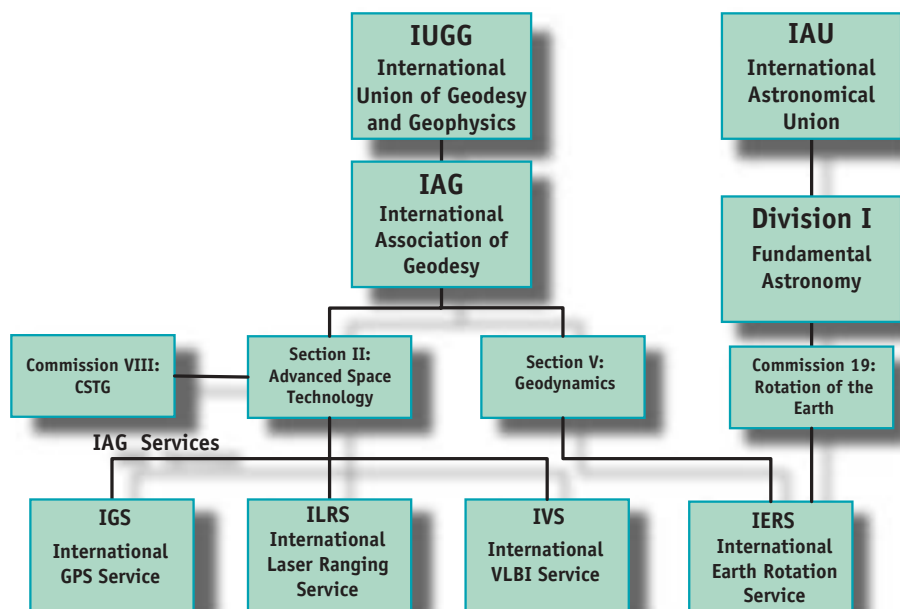 IUGG
International
Union of Geodesy
and Geophysics
IAU
International
Astronomical
Union
IAG
International
Association of
Geodesy
Division I
Fundamental
Astronomy
Commission VIII:
CSTG
Section II:
Advanced Space
Technology
Section V:
Geodynamics
Commission 19:
Rotation of the
Earth
IAG Services
IGS
International
GPS Service
ILRS
International
Laser Ranging
Service
IVS
International
VLBI Service
IERS
International
Earth Rotation
Service